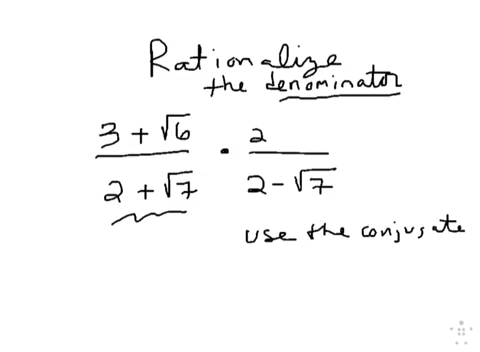 Rationalize
the denominator
3 + √6 · 2
2 + √7 2 - √7
use the conjugate